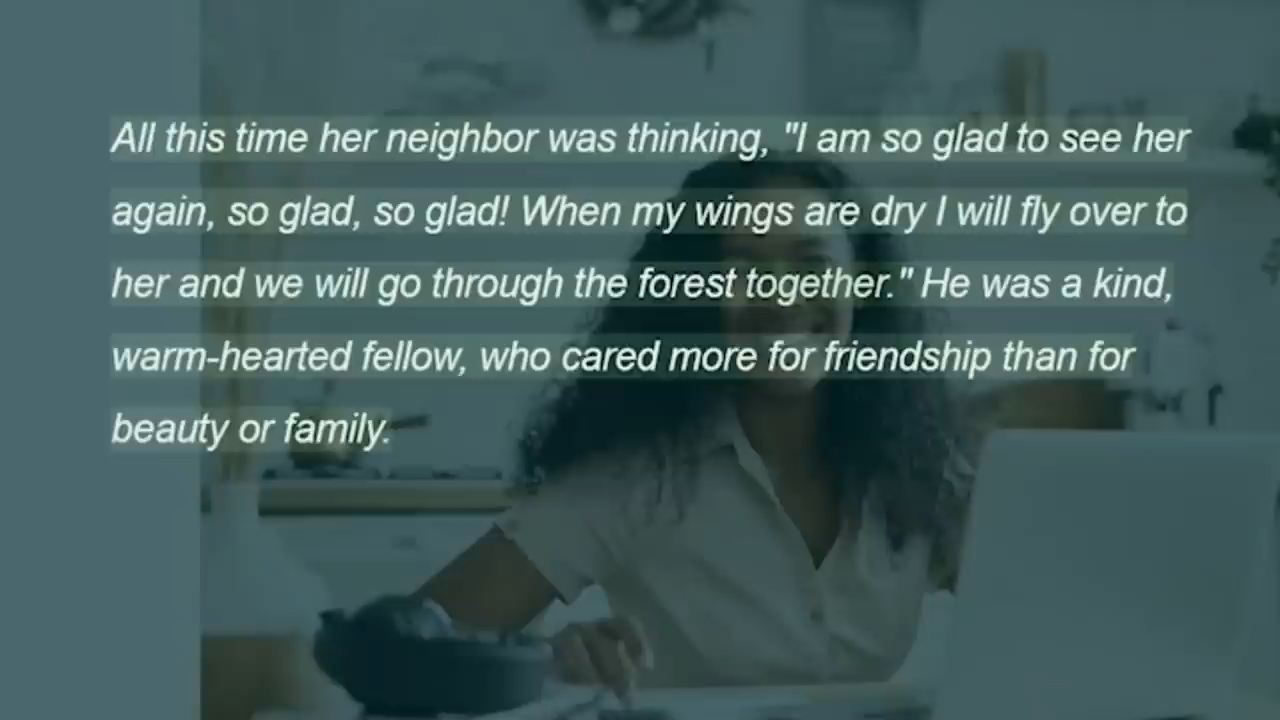 All this time her neighbor was thinking, "I am so glad to see her
again, so glad, so glad! When my wings are dry I will fly over to
her and we will go through the forest together." He was a kind,
warm-hearted fellow, who cared more for friendship than for
beauty or family.